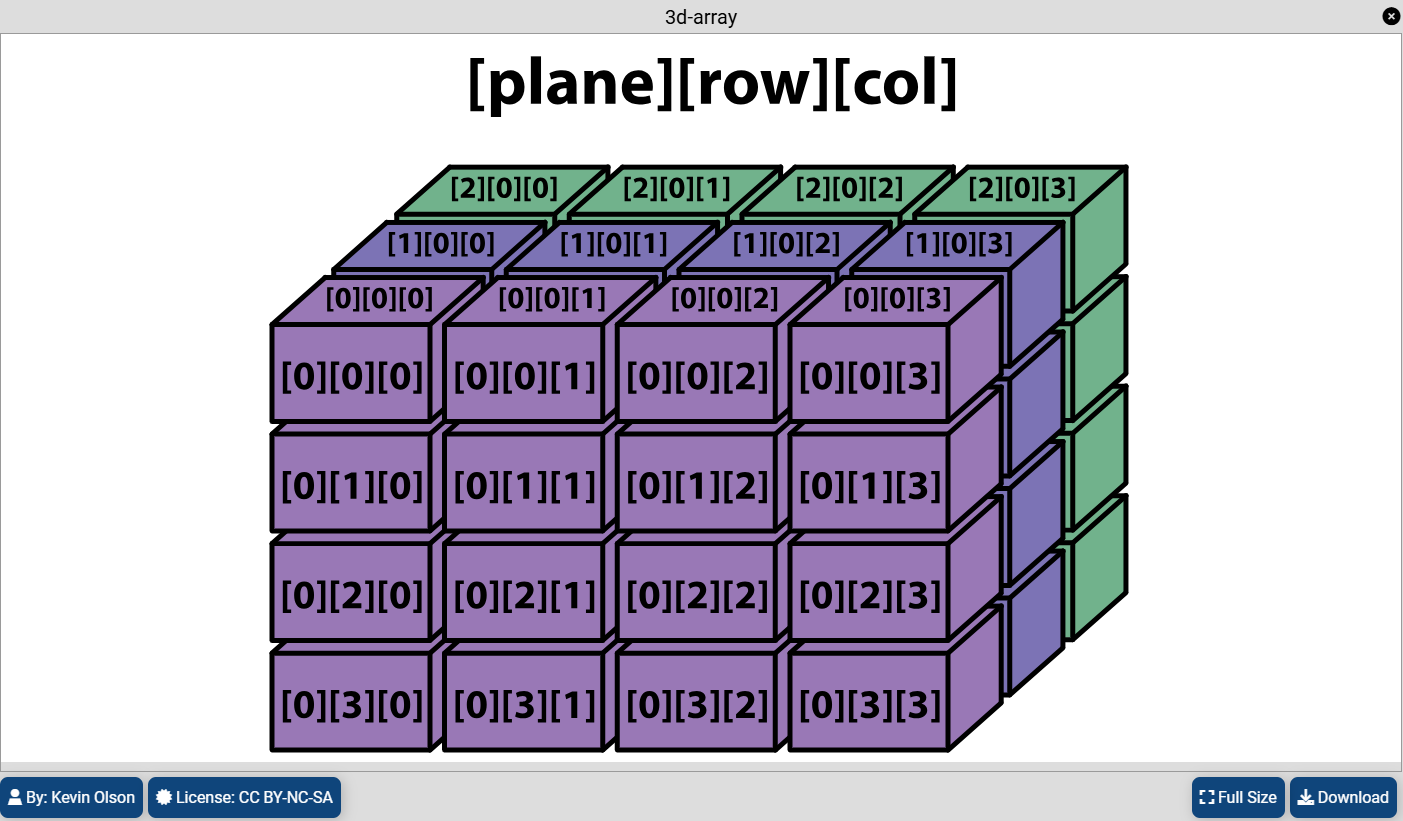 3d-array
[plane][row][col]
[2][0][0] [2][0][1] [2][0][2] [2][0][3]
[1][0][0] [1][0][1] [1][0][2] [1][0][3]
[0][0][0] [0][0][1] [0][0][2] [0][0][3]
[0][0][0] [0][0][1] [0][0][2] [0][0][3]
[0][1][0] [0][1][1] [0][1][2] [0][1][3]
[0][2][0] [0][2][1] [0][2][2] [0][2][3]
[0][3][0] [0][3][1] [0][3][2] [0][3][3]
By: Kevin Olson License: CC BY-NC-SA Full Size Download